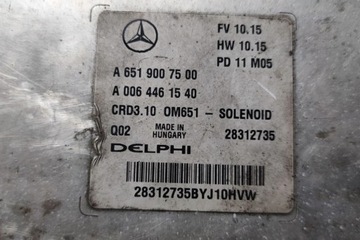 FV 10.15
HW 10.15
PD 11 M05
A 651 900 75 00
A 006 446 15 40
CRD3.10 OM651 - SOLENOID
Q02 MADE IN HUNGARY 28312735
DELPHI
28312735BYJ10HVW